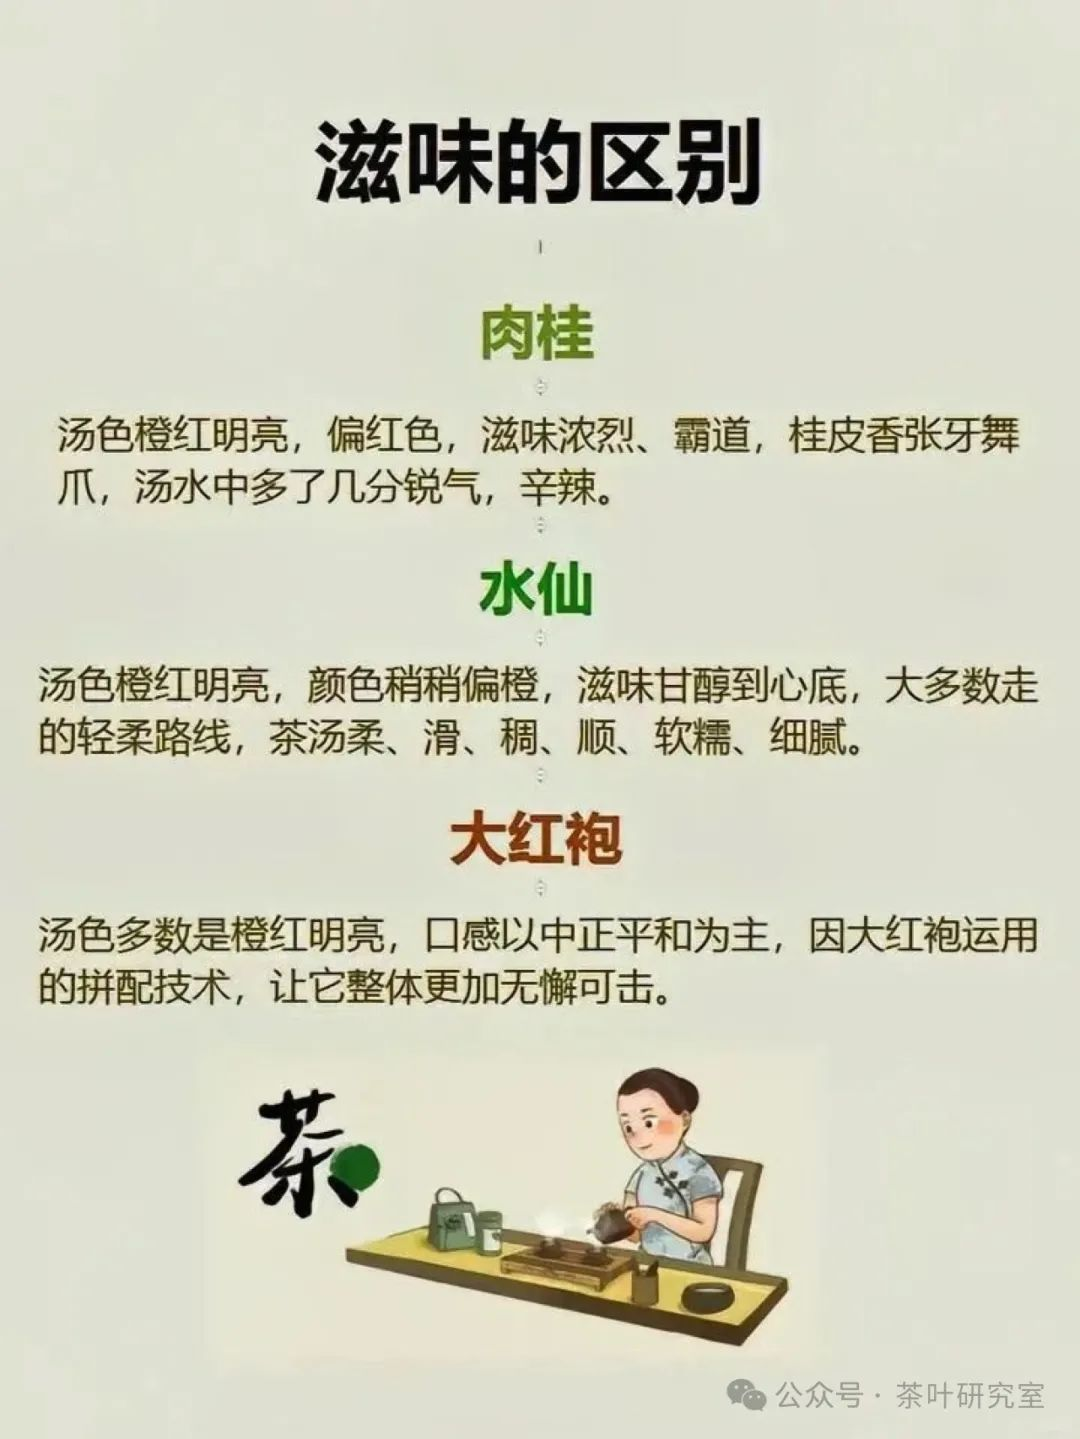 滋味的区别
肉桂
汤色橙红明亮，偏红色，滋味浓烈、霸道，桂皮香张牙舞
爪，汤水中多了几分锐气，辛辣。
水仙
汤色橙红明亮，颜色稍稍偏橙，滋味甘醇到心底，大多数走
的轻柔路线，茶汤柔、滑、稠、顺、软糯、细腻。
大红袍
汤色多数是橙红明亮，口感以中正平和为主，因大红袍运用
的拼配技术，让它整体更加无懈可击。
茶
公众号·茶叶研究室